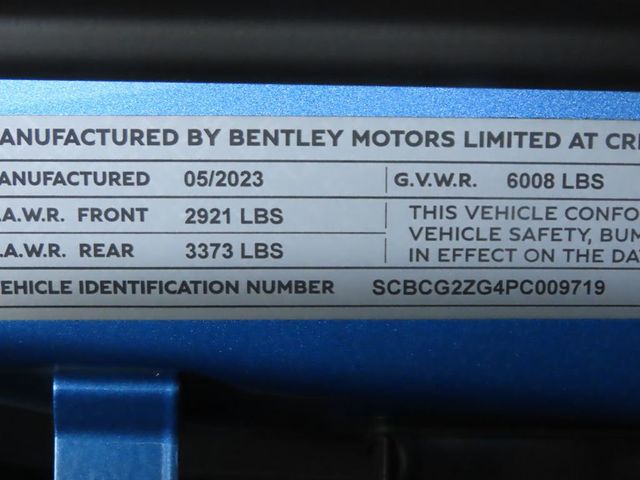 ANUFACTURED BY BENTLEY MOTORS LIMITED AT CRE
ANUFACTURED 05/2023 G.V.W.R. 6008 LBS
.A.W.R. FRONT 2921 LBS THIS VEHICLE CONFO
VEHICLE SAFETY, BUM
.A.W.R. REAR 3373 LBS IN EFFECT ON THE DA
EHICLE IDENTIFICATION NUMBER SCBCG2ZG4PC009719